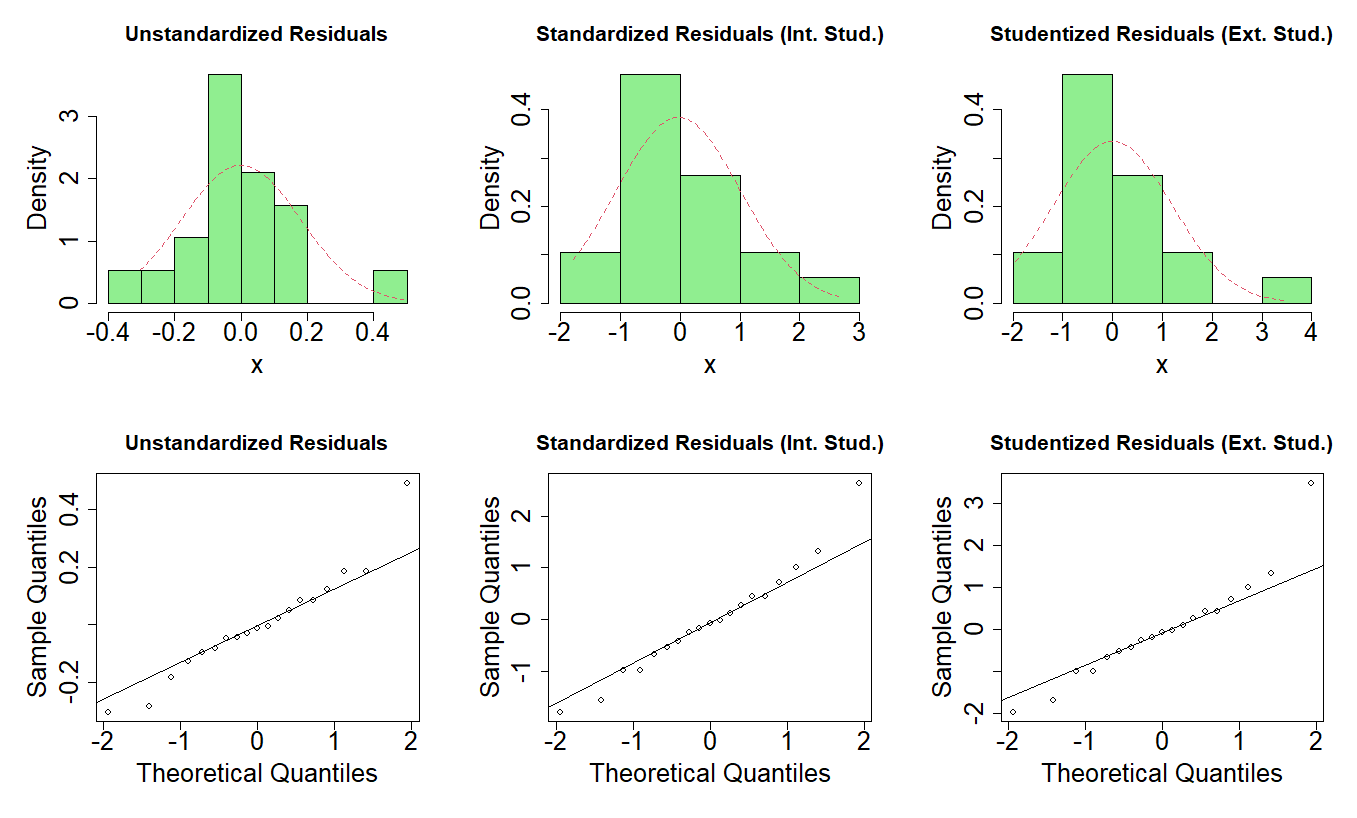 Unstandardized Residuals
Density
0 1 2 3
-0.4 -0.2 0.0 0.2 0.4
x
Standardized Residuals (Int. Stud.)
Density
0.0 0.2 0.4
-2 -1 0 1 2 3
x
Studentized Residuals (Ext. Stud.)
Density
0.0 0.2 0.4
-2 -1 0 1 2 3 4
x
Unstandardized Residuals
Sample Quantiles
-0.2 0.2 0.4
-2 -1 0 1 2
Theoretical Quantiles
Standardized Residuals (Int. Stud.)
Sample Quantiles
-1 0 1 2
-2 -1 0 1 2
Theoretical Quantiles
Studentized Residuals (Ext. Stud.)
Sample Quantiles
-2 0 1 2 3
-2 -1 0 1 2
Theoretical Quantiles